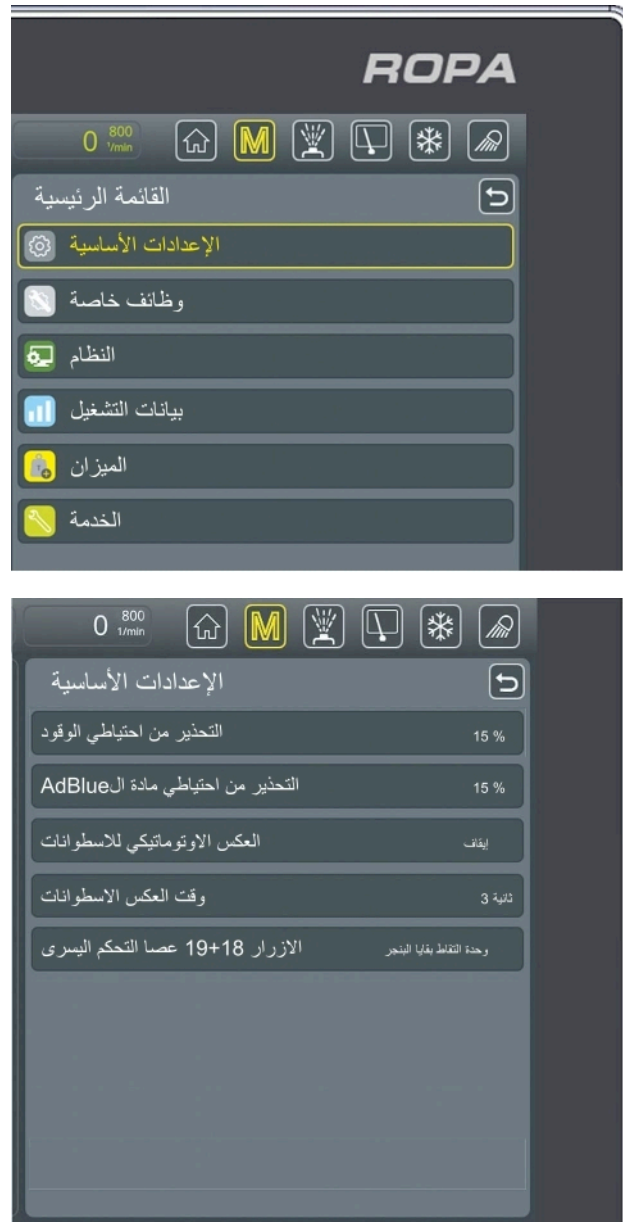 ROPA
0 800 1/min M
القائمة الرئيسية
الإعدادات الأساسية
وظائف خاصة
النظام
بيانات التشغيل
الميزان
الخدمة
0 800 1/min M
الإعدادات الأساسية
التحذير من احتياطي الوقود 15 %
التحذير من احتياطي مادة الAdBlue 15 %
العكس الاوتوماتيكي للاسطوانات إيقاف
وقت العكس الاسطوانات 3 ثانية
الازرار 18+19 عصا التحكم اليسرى وحدة التقاط بقايا البنجر